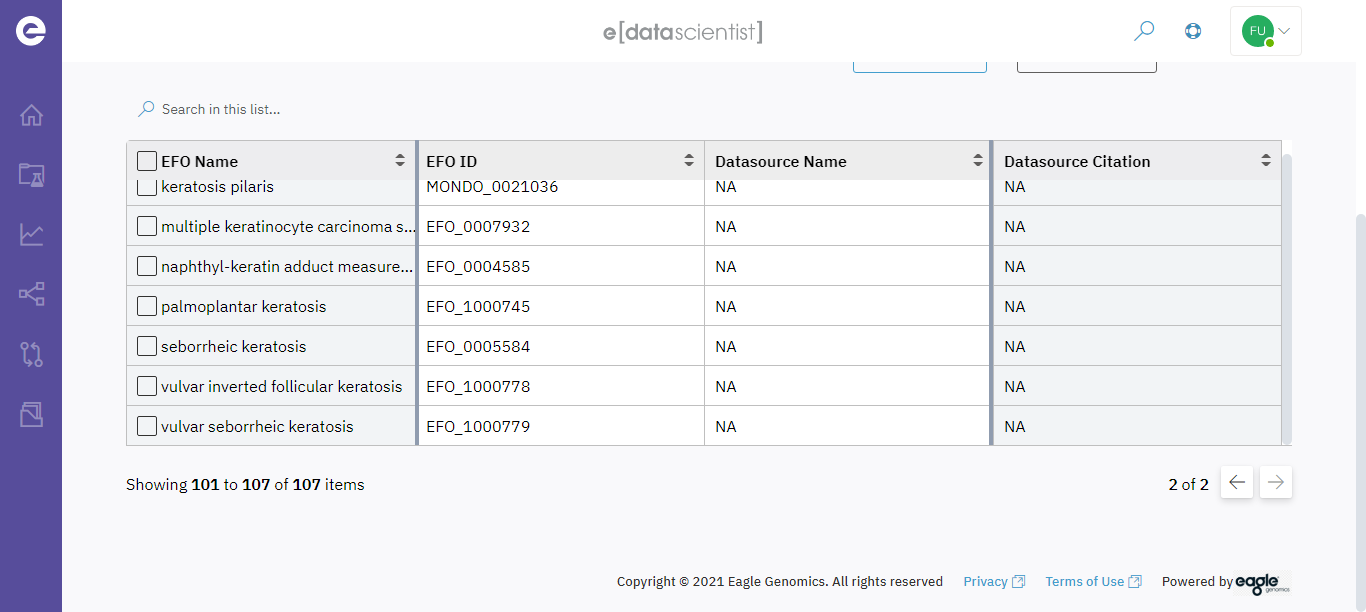 e[datascientist]
FU
Search in this list...
EFO Name EFO ID Datasource Name Datasource Citation
keratosis pilaris MONDO_0021036 NA NA
multiple keratinocyte carcinoma s... EFO_0007932 NA NA
naphthyl-keratin adduct measure... EFO_0004585 NA NA
palmoplantar keratosis EFO_1000745 NA NA
seborrheic keratosis EFO_0005584 NA NA
vulvar inverted follicular keratosis EFO_1000778 NA NA
vulvar seborrheic keratosis EFO_1000779 NA NA
Showing 101 to 107 of 107 items 2 of 2
Copyright © 2021 Eagle Genomics. All rights reserved Privacy Terms of Use Powered by eagle genomics